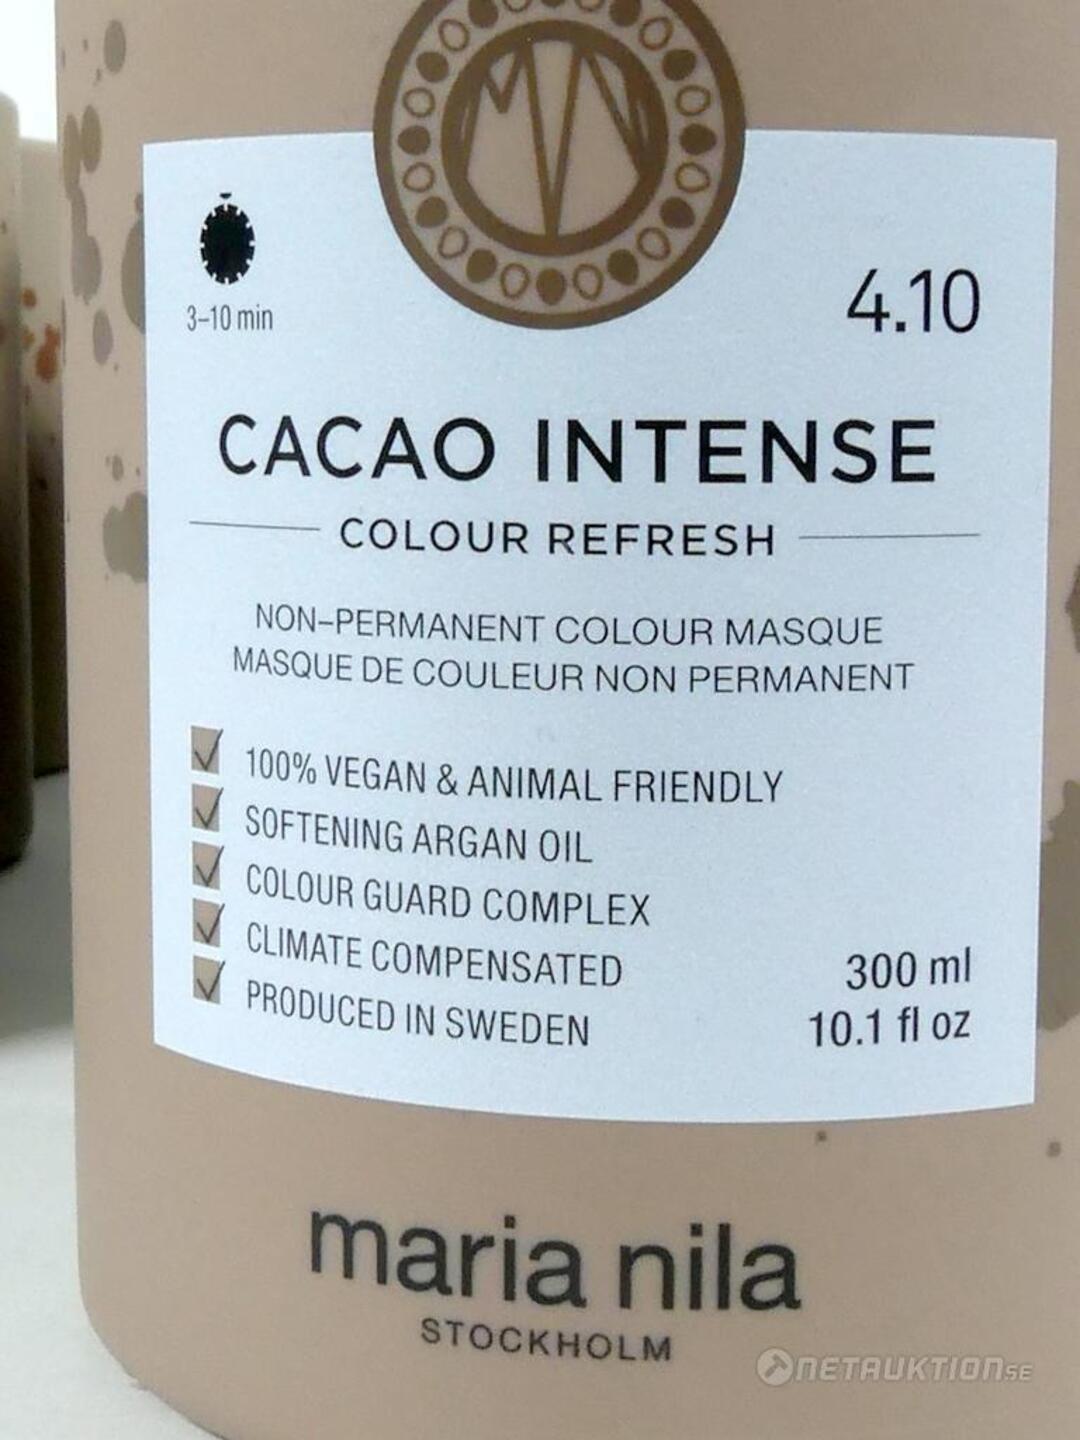 3–10 min
4.10
CACAO INTENSE
COLOUR REFRESH
NON-PERMANENT COLOUR MASQUE
MASQUE DE COULEUR NON PERMANENT
100% VEGAN & ANIMAL FRIENDLY
SOFTENING ARGAN OIL
COLOUR GUARD COMPLEX
CLIMATE COMPENSATED
PRODUCED IN SWEDEN
300 ml
10.1 fl oz
maria nila
STOCKHOLM
NETAUKTION.SE